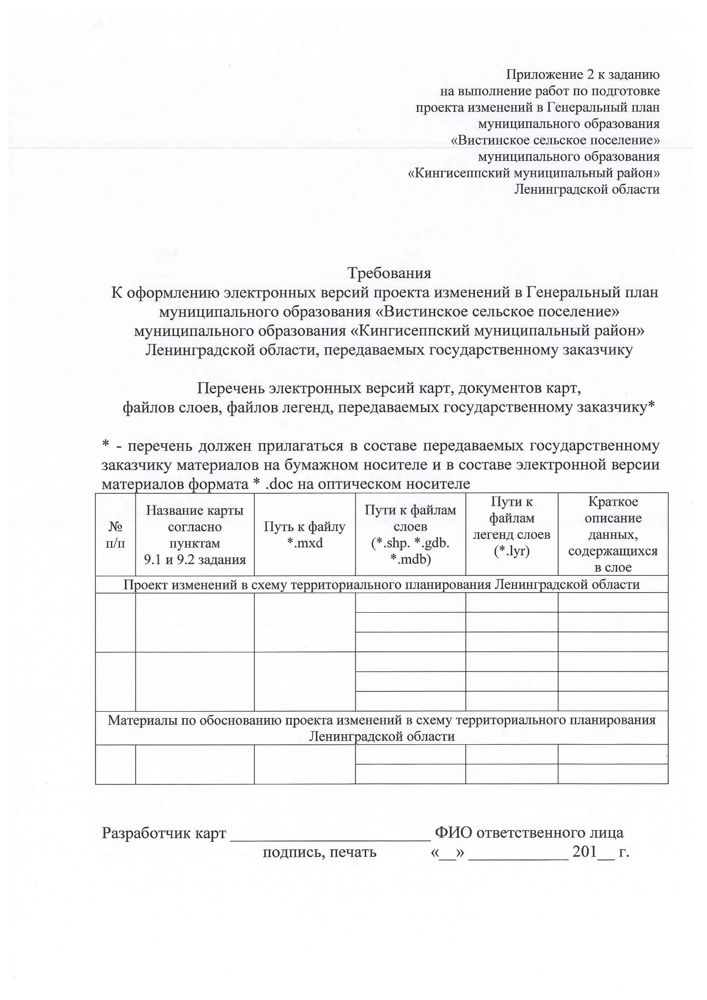 Приложение 2 к заданию
на выполнение работ по подготовке
проекта изменений в Генеральный план
муниципального образования
«Вистинское сельское поселение»
муниципального образования
«Кингисеппский муниципальный район»
Ленинградской области
Требования
К оформлению электронных версий проекта изменений в Генеральный план
муниципального образования «Вистинское сельское поселение»
муниципального образования «Кингисеппский муниципальный район»
Ленинградской области, передаваемых государственному заказчику
Перечень электронных версий карт, документов карт,
файлов слоев, файлов легенд, передаваемых государственному заказчику*
* - перечень должен прилагаться в составе передаваемых государственному
заказчику материалов на бумажном носителе и в составе электронной версии
материалов формата * .doc на оптическом носителе
№
п/п
Название карты
согласно
пунктам
9.1 и 9.2 задания
Путь к файлу
*.mxd
Пути к файлам
слоев
(*.shp. *.gdb.
*.mdb)
Пути к
файлам
легенд слоев
(*.lyr)
Краткое
описание
данных,
содержащихся
в слое
Проект изменений в схему территориального планирования Ленинградской области
Материалы по обоснованию проекта изменений в схему территориального планирования
Ленинградской области
Разработчик карт ________________________ ФИО ответственного лица
подпись, печать «__» ____________ 201__ г.